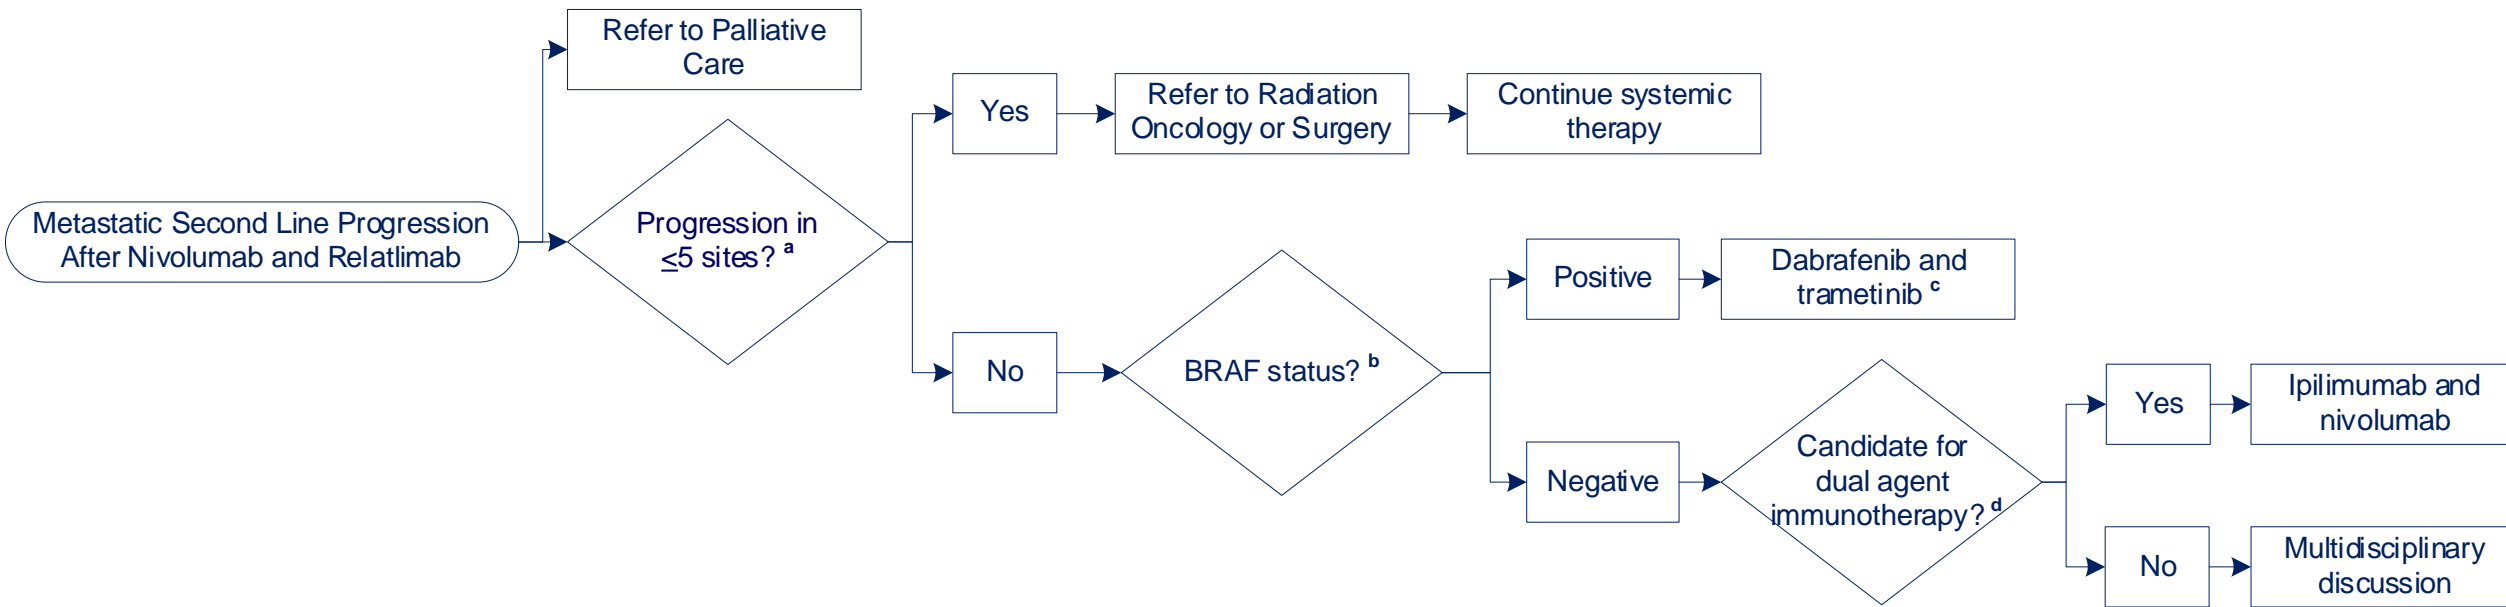 Refer to Palliative
Care
Yes
Refer to Radiation
Oncology or Surgery
Continue systemic
therapy
Metastatic Second Line Progression
After Nivolumab and Relatlimab
Progression in
≤5 sites? a
Positive
Dabrafenib and
trametinib c
No
BRAF status? b
Negative
Candidate for
dual agent
immunotherapy? d
Yes
Ipilimumab and
nivolumab
No
Multidisciplinary
discussion